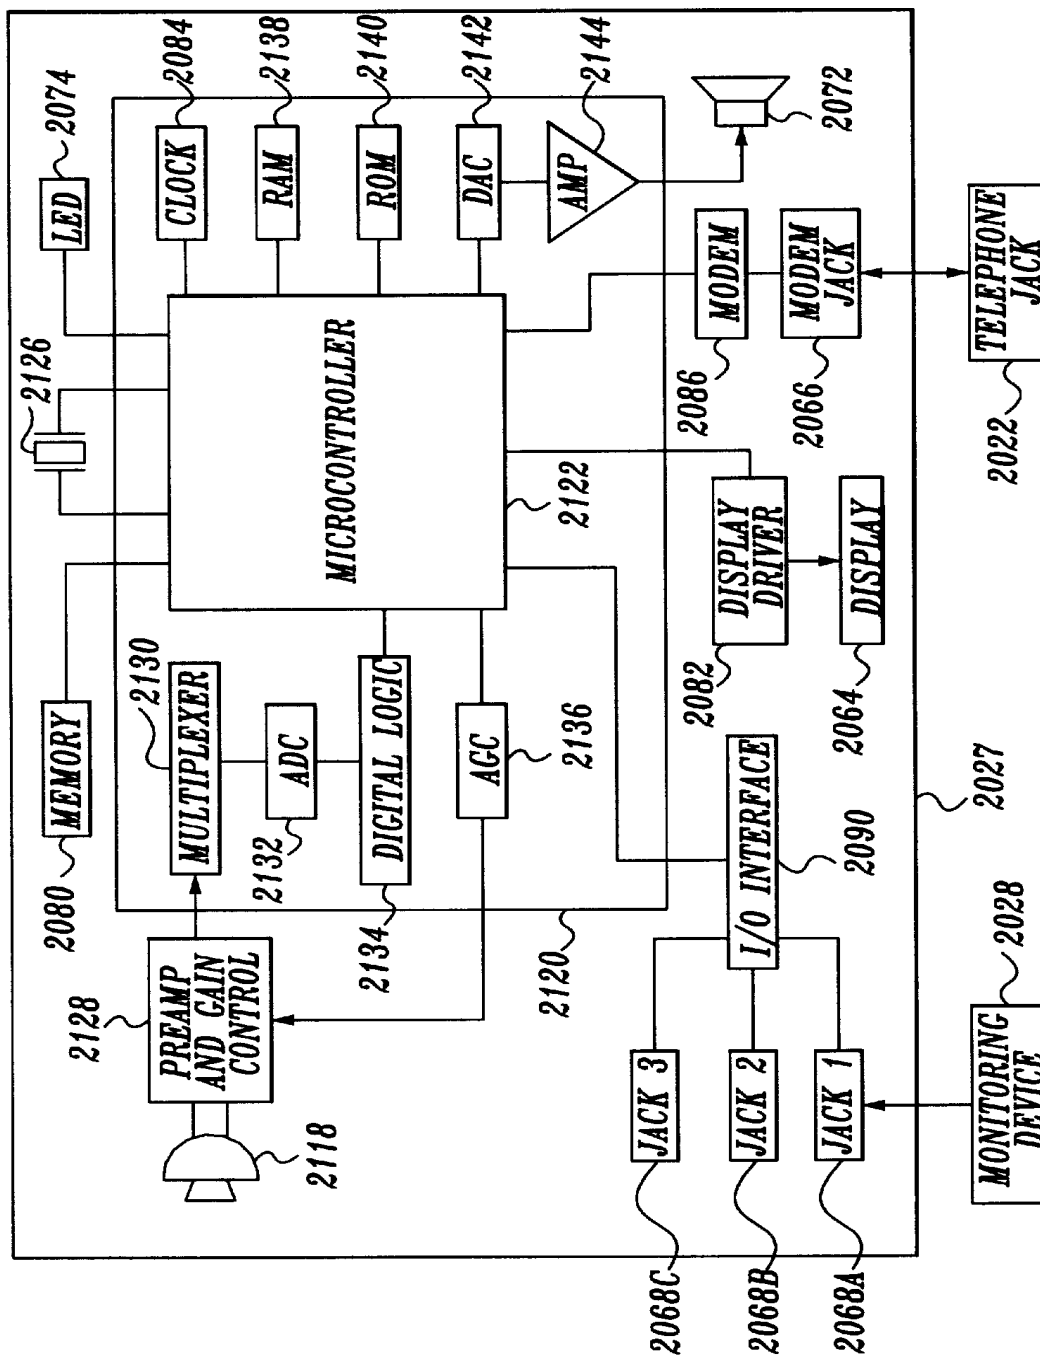 2074
LED
2126
2080
MEMORY
2084
CLOCK
2138
RAM
2140
ROM
2142
DAC
2144
AMP
2072
MICROCONTROLLER
2122
2130
MULTIPLEXER
2132
ADC
2134
DIGITAL LOGIC
2136
AGC
2120
2128
PREAMP
AND GAIN
CONTROL
2118
MODEM
2086
MODEM
JACK
2066
TELEPHONE
JACK
2022
DISPLAY
DRIVER
2082
DISPLAY
2064
I/O INTERFACE
2090
2027
JACK 3
2068C
JACK 2
2068B
JACK 1
2068A
MONITORING
DEVICE
2028